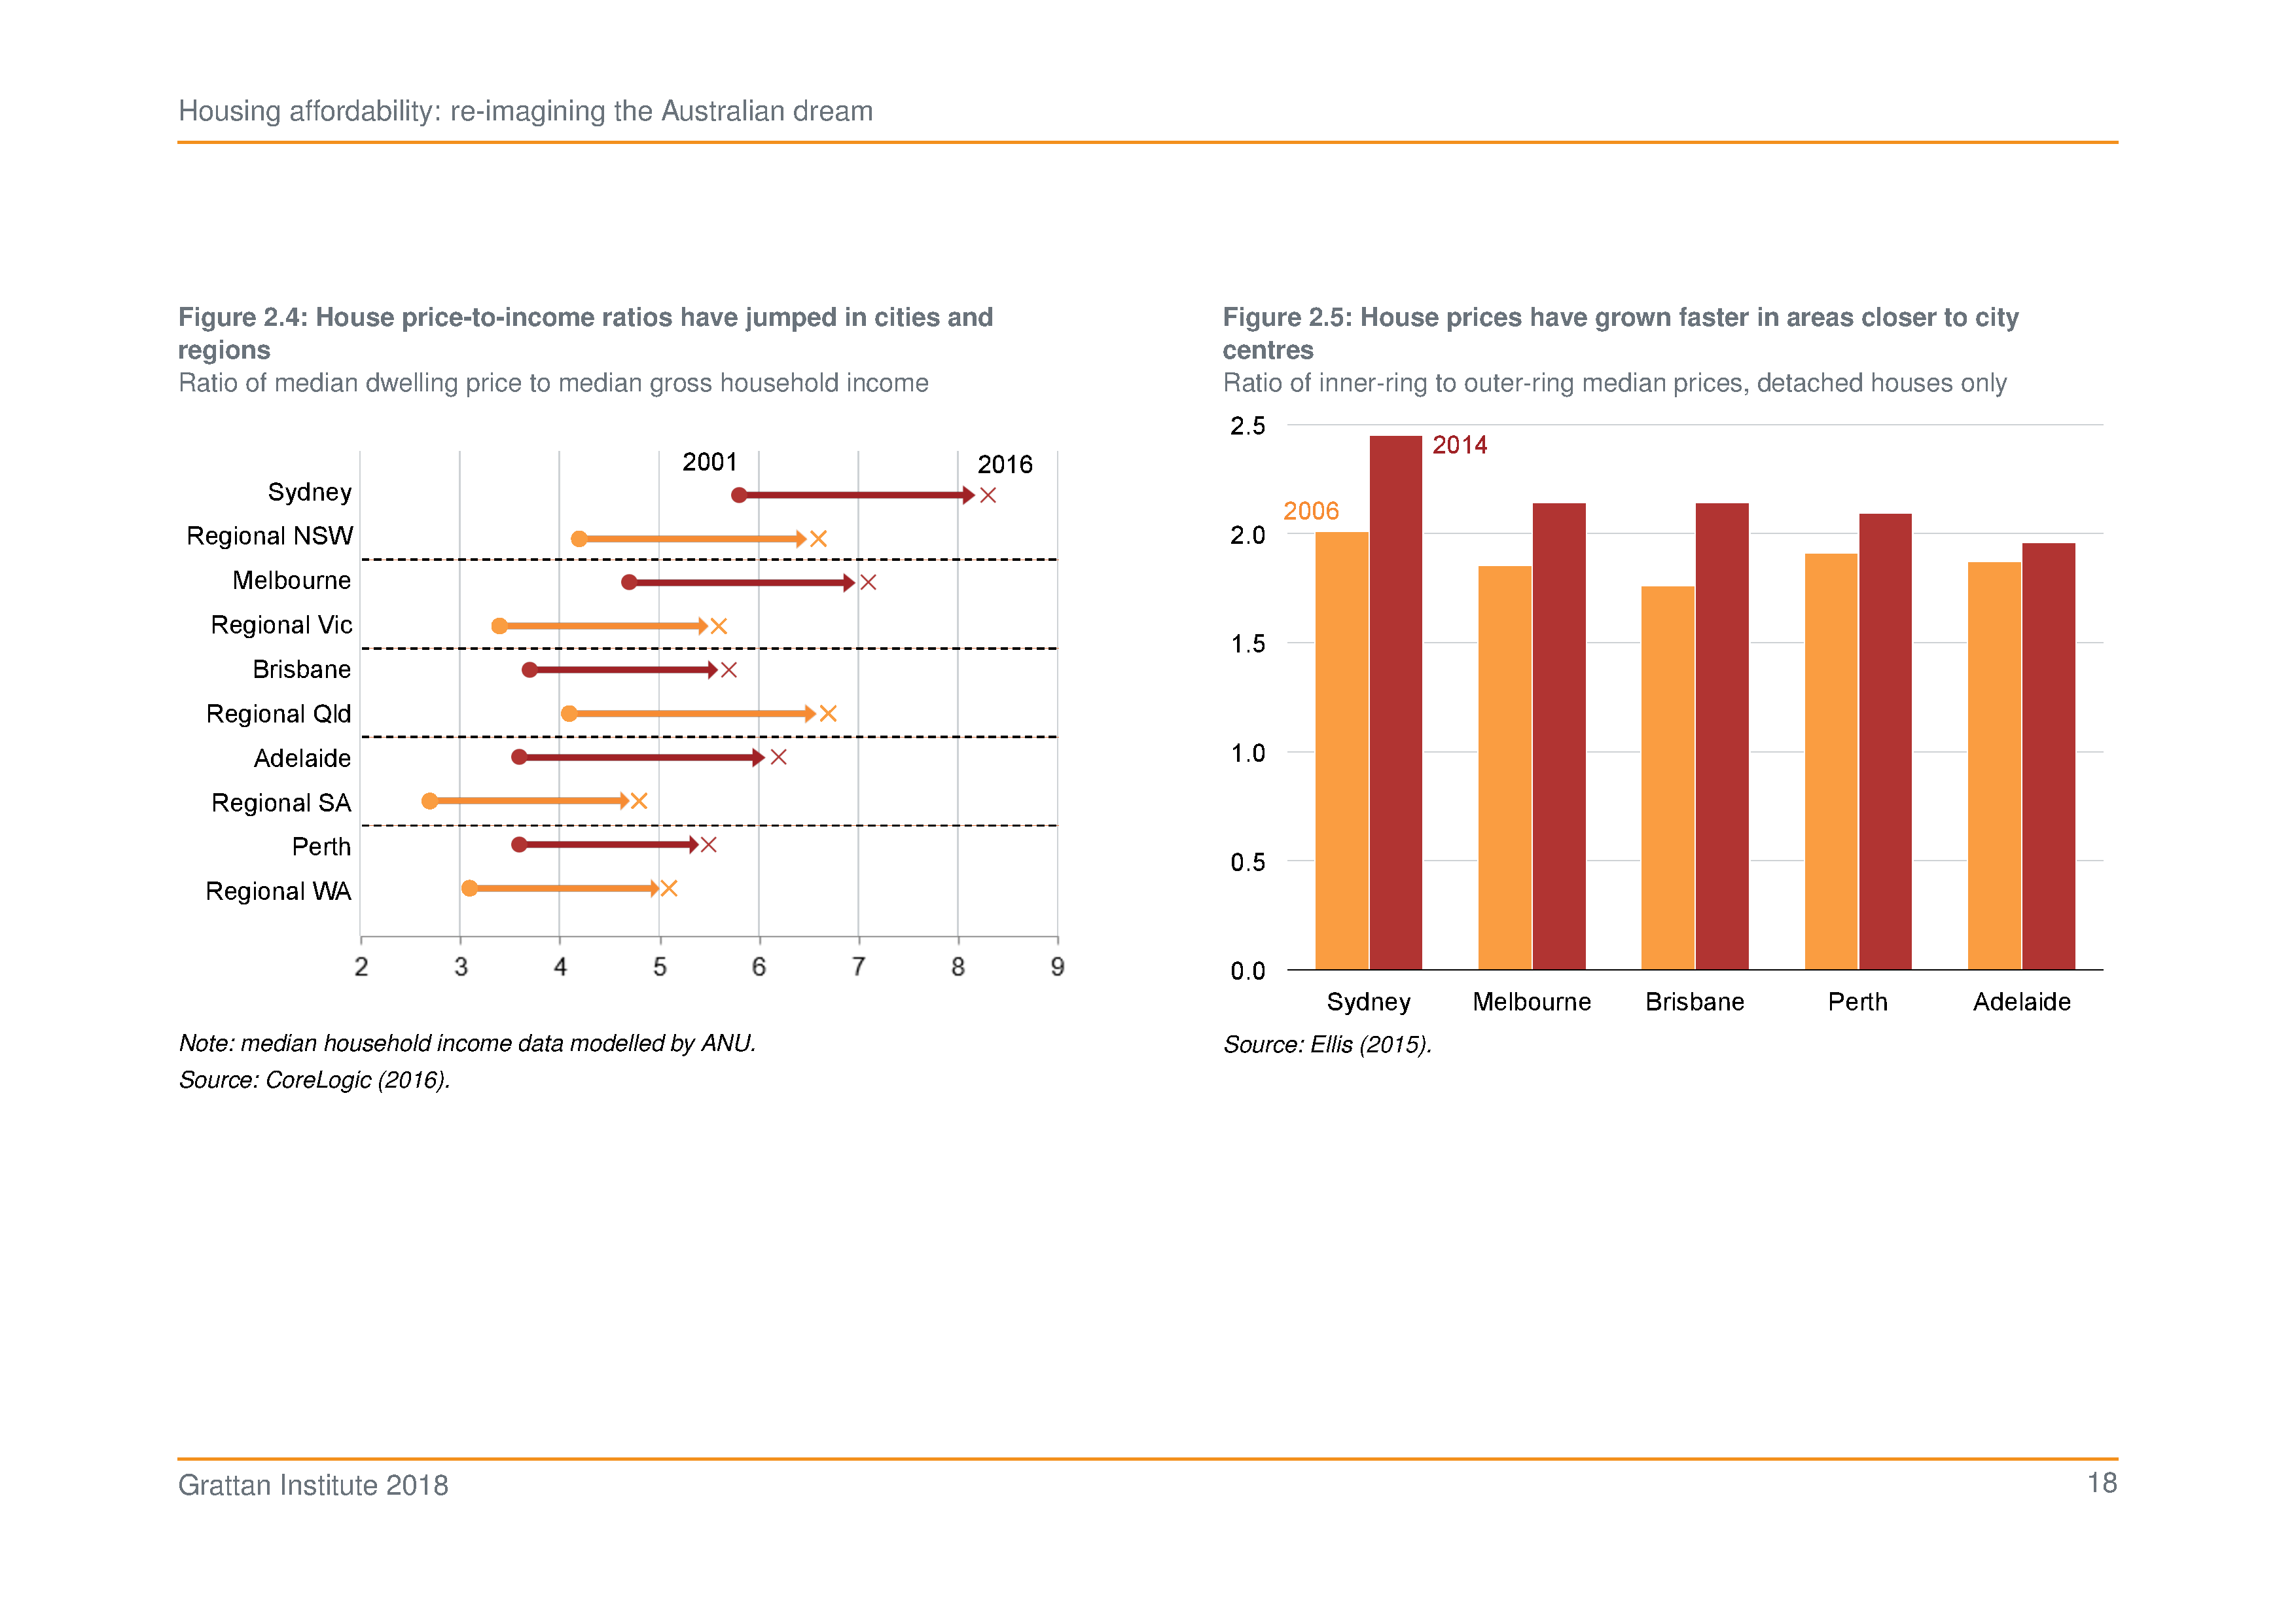 Housing affordability: re-imagining the Australian dream
Figure 2.4: House price-to-income ratios have jumped in cities and
regions
Ratio of median dwelling price to median gross household income
2001
2016
Sydney
Regional NSW
Melbourne
Regional Vic
Brisbane
Regional Qld
Adelaide
Regional SA
Perth
Regional WA
2 3 4 5 6 7 8 9
Note: median household income data modelled by ANU.
Source: CoreLogic (2016).
Figure 2.5: House prices have grown faster in areas closer to city
centres
Ratio of inner-ring to outer-ring median prices, detached houses only
2.5
2014
2006
2.0
1.5
1.0
0.5
0.0
Sydney Melbourne Brisbane Perth Adelaide
Source: Ellis (2015).
Grattan Institute 2018
18